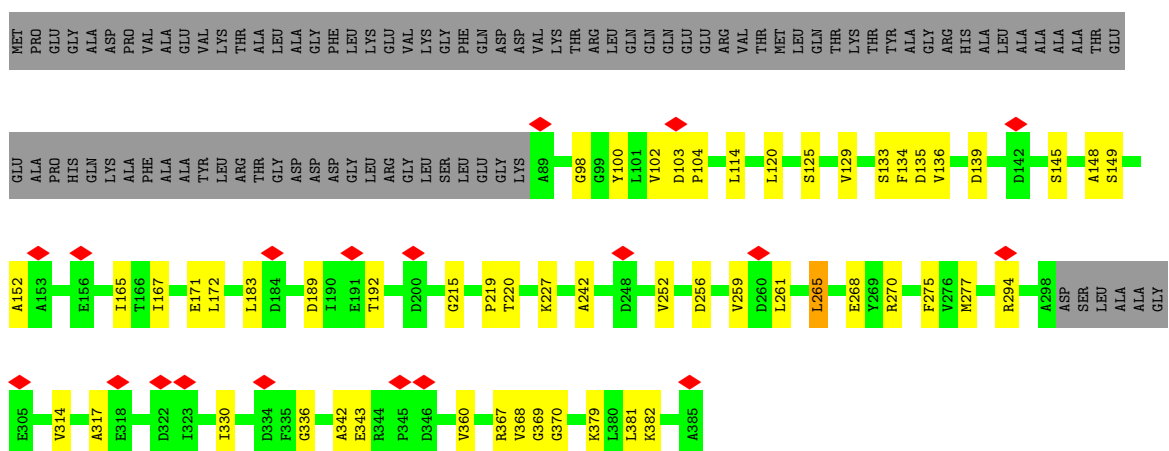 MET PRO GLU GLY ALA ASP PRO VAL ALA GLU VAL LYS THR ALA LEU ALA GLY PHE LEU LYS GLU VAL LYS GLY PHE GLN ASP ASP VAL LYS THR ARG LEU GLN GLN GLN GLU GLU ARG VAL THR MET LEU GLN THR LYS THR TYR ALA GLY ARG HIS ALA LEU ALA ALA ALA ALA THR GLU
GLU ALA PRO HIS GLN LYS ALA PHE ALA ALA TYR LEU ARG THR GLY ASP ASP ASP GLY LEU ARG GLY LEU SER LEU GLU GLY LYS A89 G98 G99 Y100 L101 V102 D103 P104 L114 L120 S125 V129 S133 F134 D135 V136 D139 D142 S145 A148 S149
A152 A153 E156 I165 T166 I167 E171 L172 L183 D184 D189 I190 E191 T192 D200 G215 P219 T220 K227 A242 D248 V252 D256 V259 D260 L261 L265 E268 Y269 R270 F275 V276 M277 R294 A298 ASP SER LEU ALA ALA GLY
E305 V314 A317 E318 D322 I323 I330 D334 F335 G336 A342 E343 R344 P345 D346 V360 R367 V368 G369 G370 K379 L380 L381 K382 A385